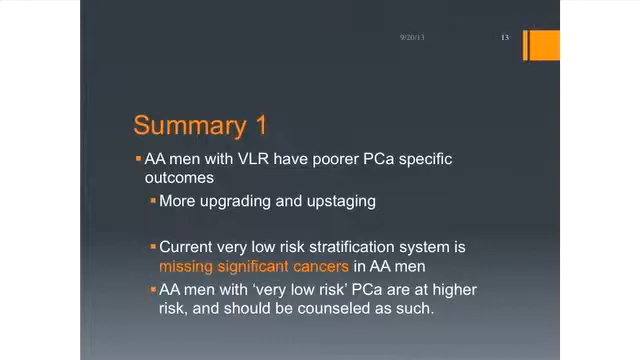 9/20/13 13
Summary 1
AA men with VLR have poorer PCa specific
outcomes
More upgrading and upstaging
Current very low risk stratification system is
missing significant cancers in AA men
AA men with ‘very low risk’ PCa are at higher
risk, and should be counseled as such.